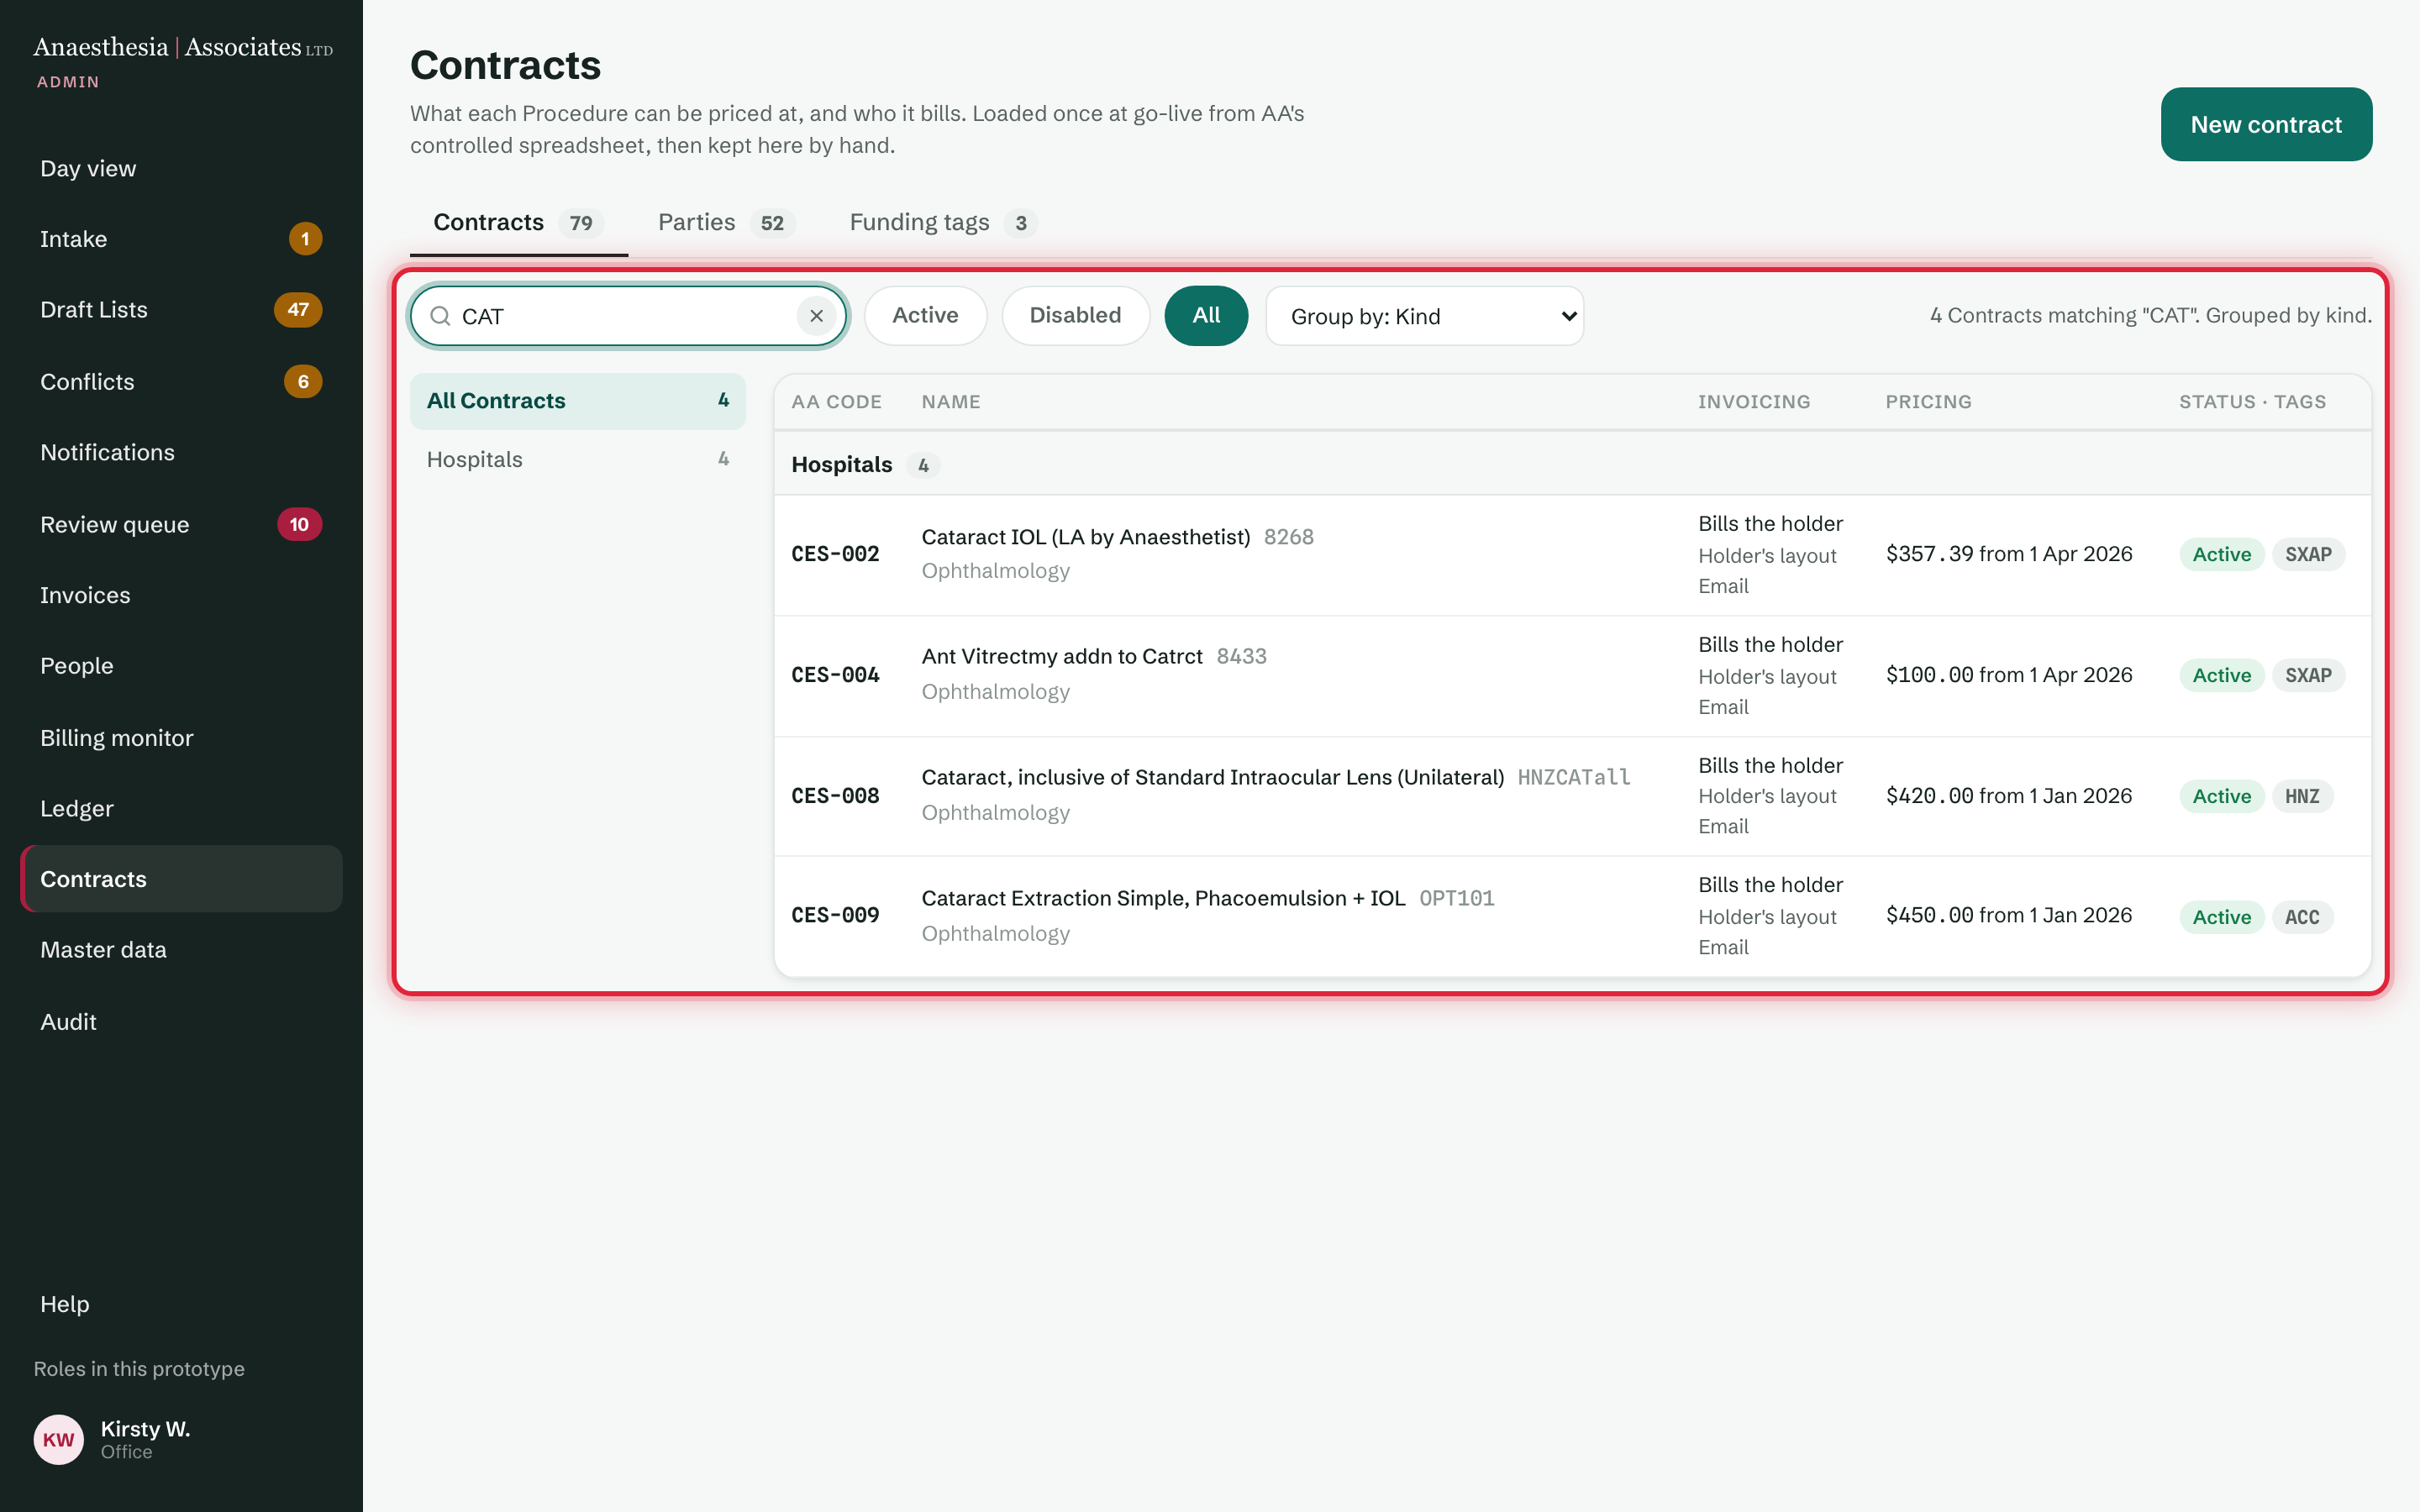 Anaesthesia | Associates LTD
ADMIN
Day view
Intake 1
Draft Lists 47
Conflicts 6
Notifications
Review queue 10
Invoices
People
Billing monitor
Ledger
Contracts
Master data
Audit
Help
Roles in this prototype
KW
Kirsty W.
Office
Contracts
What each Procedure can be priced at, and who it bills. Loaded once at go-live from AA's
controlled spreadsheet, then kept here by hand.
New contract
Contracts 79 Parties 52 Funding tags 3
CAT Active Disabled All Group by: Kind 4 Contracts matching "CAT". Grouped by kind.
All Contracts 4
Hospitals 4
AA CODE NAME INVOICING PRICING STATUS · TAGS
Hospitals 4
CES-002
Cataract IOL (LA by Anaesthetist) 8268
Ophthalmology
Bills the holder
Holder's layout
Email
$357.39 from 1 Apr 2026
Active SXAP
CES-004
Ant Vitrectmy addn to Catrct 8433
Ophthalmology
Bills the holder
Holder's layout
Email
$100.00 from 1 Apr 2026
Active SXAP
CES-008
Cataract, inclusive of Standard Intraocular Lens (Unilateral) HNZCATall
Ophthalmology
Bills the holder
Holder's layout
Email
$420.00 from 1 Jan 2026
Active HNZ
CES-009
Cataract Extraction Simple, Phacoemulsion + IOL OPT101
Ophthalmology
Bills the holder
Holder's layout
Email
$450.00 from 1 Jan 2026
Active ACC